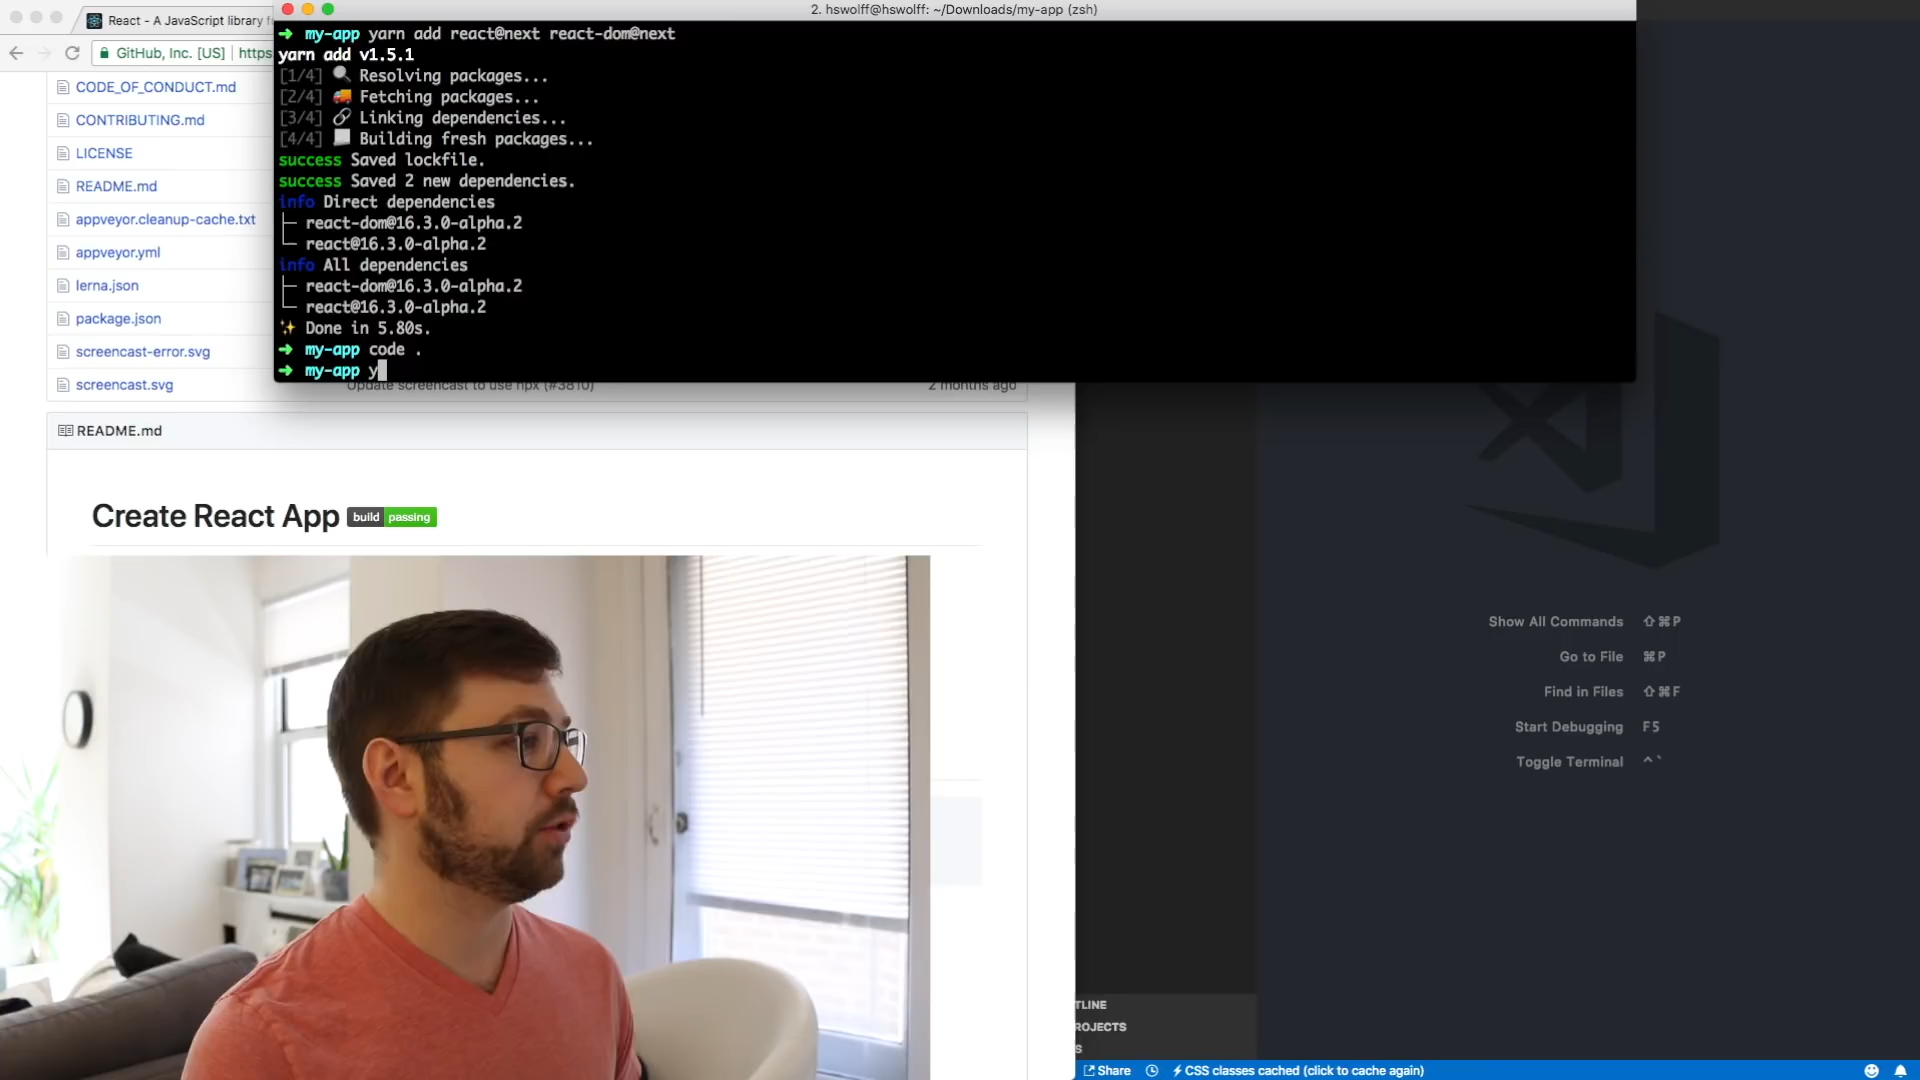 React - A JavaScript library f
GitHub, Inc. [US]
https
CODE_OF_CONDUCT.md
CONTRIBUTING.md
LICENSE
README.md
appveyor.cleanup-cache.txt
appveyor.yml
lerna.json
package.json
screencast-error.svg
screencast.svg
Update screencast to use npx (#3810)
2 months ago
README.md
Create React App
build passing
2. hswolff@hswolff: ~/Downloads/my-app (zsh)
➜ my-app yarn add react@next react-dom@next
yarn add v1.5.1
[1/4] 🔍 Resolving packages...
[2/4] 🚚 Fetching packages...
[3/4] 🔗 Linking dependencies...
[4/4] 📃 Building fresh packages...
success Saved lockfile.
success Saved 2 new dependencies.
info Direct dependencies
├─ react-dom@16.3.0-alpha.2
└─ react@16.3.0-alpha.2
info All dependencies
├─ react-dom@16.3.0-alpha.2
└─ react@16.3.0-alpha.2
✨ Done in 5.80s.
➜ my-app code .
➜ my-app y
Show All Commands ⇧⌘P
Go to File ⌘P
Find in Files ⇧⌘F
Start Debugging F5
Toggle Terminal ⌃`
TLINE
ROJECTS
S
Share
⚡CSS classes cached (click to cache again)